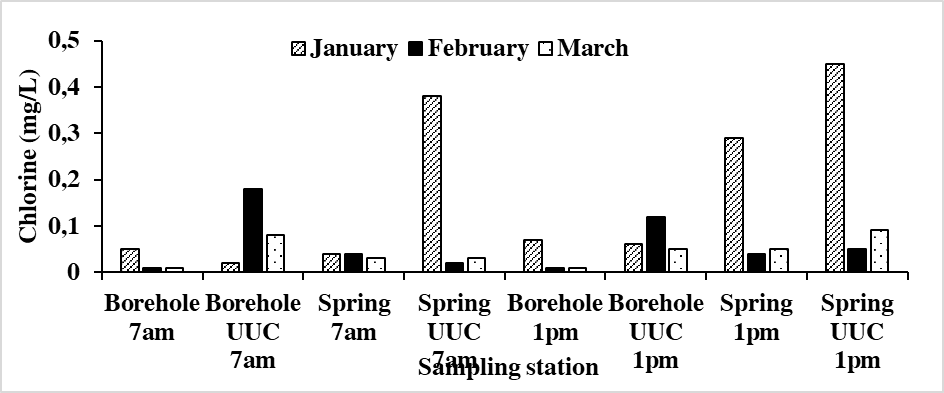 0,5
January February March
0,4
0,3
0,2
0,1
0
Chlorine (mg/L)
Borehole 7am
Borehole UUC 7am
Spring 7am
Spring UUC 7am
Borehole 1pm
Borehole UUC 1pm
Spring 1pm
Spring UUC 1pm
Sampling station